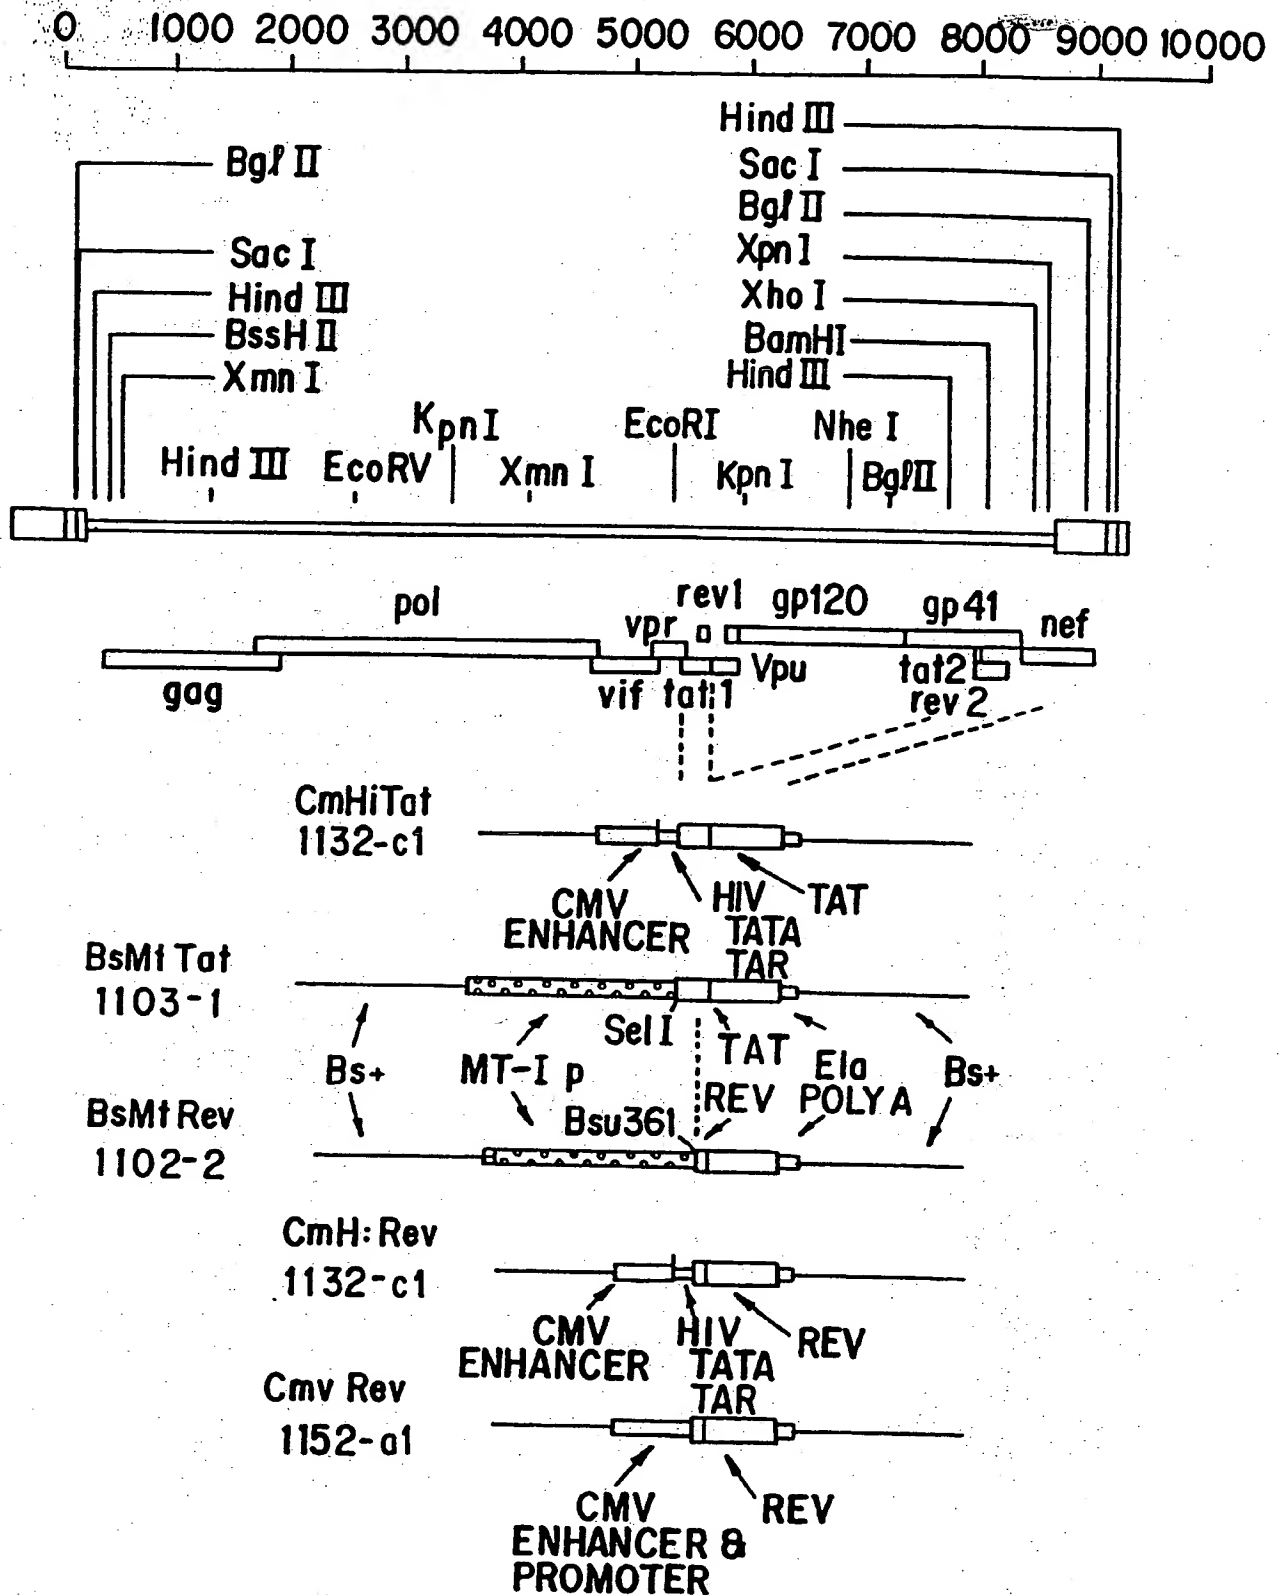 0 1000 2000 3000 4000 5000 6000 7000 8000 9000 10000
Hind III
Bgl II
Sac I
Bgl II
Sac I
Xpn I
Hind III
Xho I
BssH II
BamHI
Xmn I
Hind III
Kpn I
EcoRI
Nhe I
Hind III
EcoRV
Xmn I
Kpn I
BglII
pol
rev1
gp120
gp41
nef
vpr
gag
vif
tat 1
Vpu
tat2
rev 2
CmHiTat
1132-c1
CMV
ENHANCER
HIV
TATA
TAR
TAT
BsMt Tat
1103-1
Sel I
TAT
Bs+
MT-I p
REV
Ela
POLY A
Bs+
BsMt Rev
1102-2
Bsu361
CmH: Rev
1132-c1
CMV
ENHANCER
HIV
TATA
TAR
REV
Cmv Rev
1152-a1
CMV
ENHANCER &
PROMOTER
REV